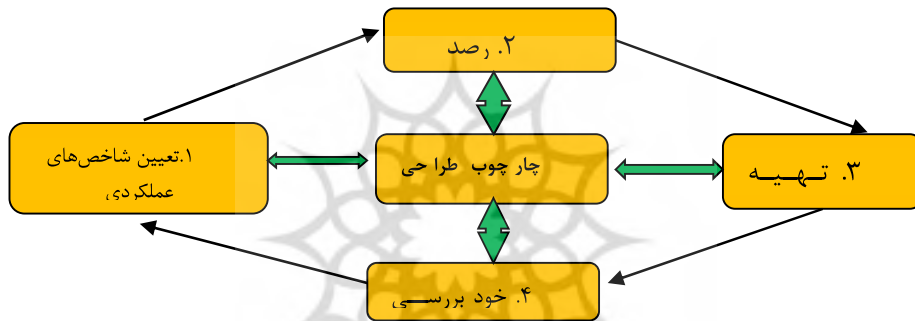 ۲. رصد
۱.تعیین شاخص‌های
عملکردی
چارچوب طراحی
۳. تهیه
۴. خود بررسی